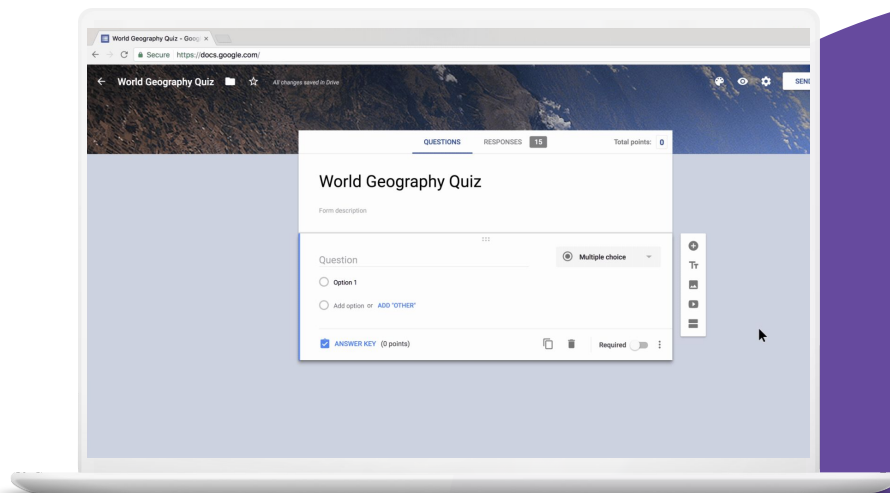 World Geography Quiz - Goog
Secure https://docs.google.com/
World Geography Quiz All changes saved in Drive SEND
QUESTIONS RESPONSES 15 Total points: 0
World Geography Quiz
Form description
Question Multiple choice
Option 1
Add option or ADD "OTHER"
ANSWER KEY (0 points) Required